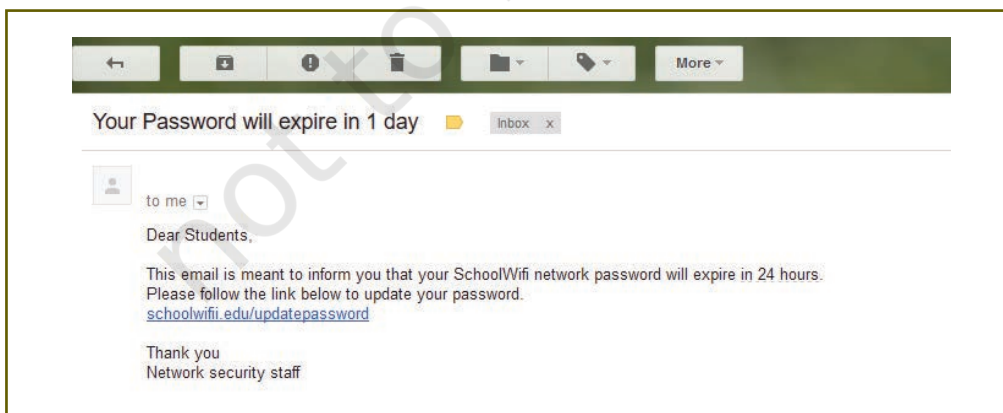 More
Your Password will expire in 1 day Inbox x
to me
Dear Students,
This email is meant to inform you that your SchoolWifi network password will expire in 24 hours.
Please follow the link below to update your password.
schoolwifii.edu/updatepassword
Thank you
Network security staff
not to